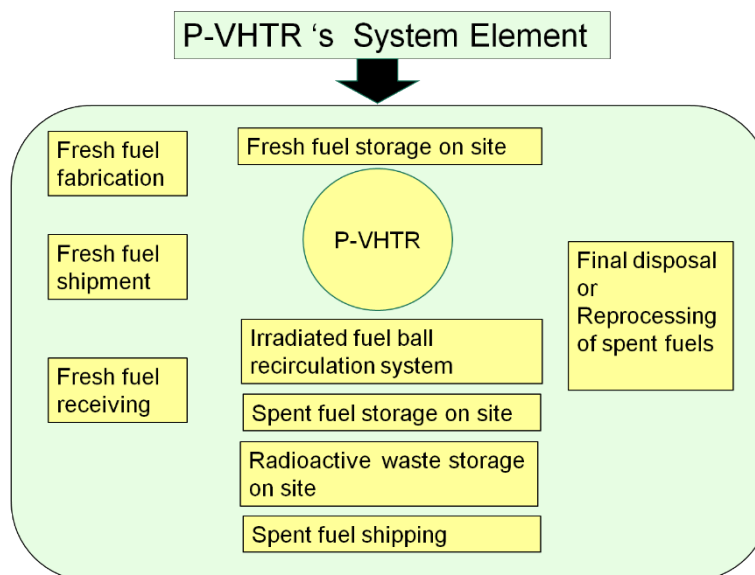 P-VHTR ‘s  System Element
Fresh fuel
fabrication
Fresh fuel
shipment
Fresh fuel
receiving
Fresh fuel storage on site
P-VHTR
Irradiated fuel ball
recirculation system
Spent fuel storage on site
Radioactive waste storage
on site
Spent fuel shipping
Final disposal
or
Reprocessing
of spent fuels